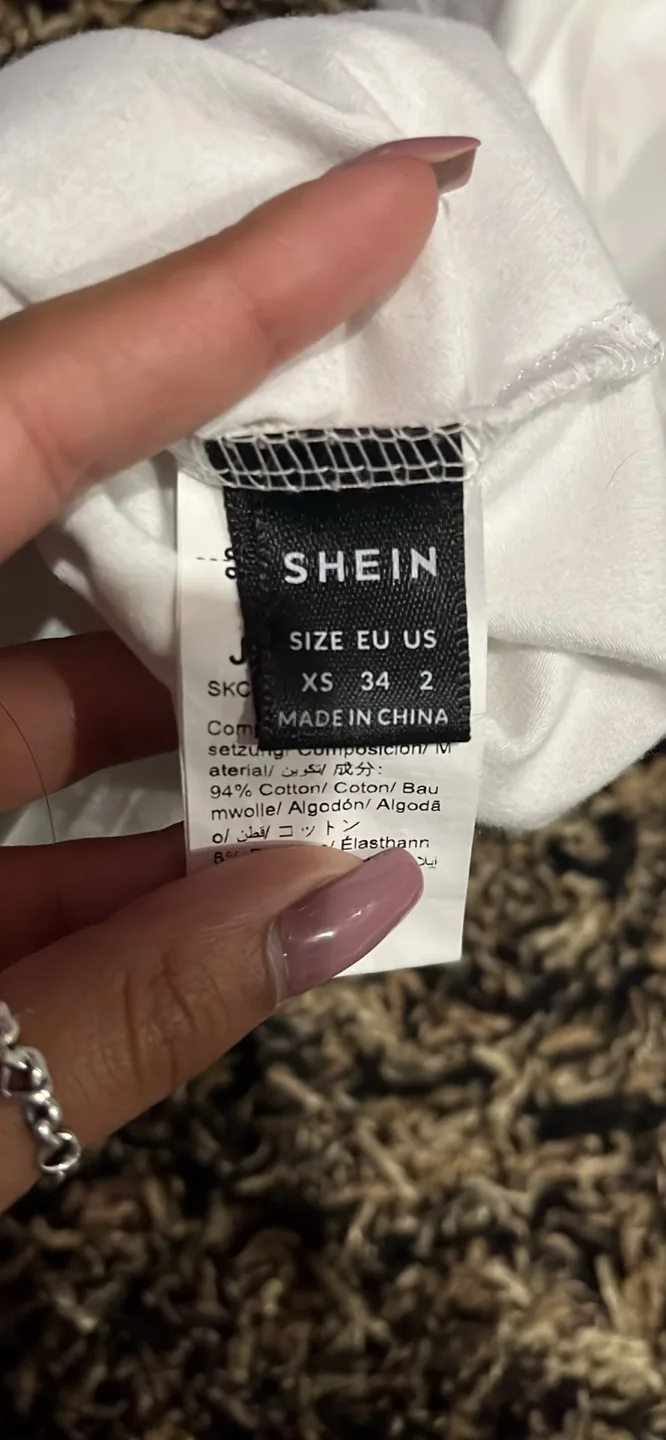 SHEIN
SIZE EU US
XS 34 2
MADE IN CHINA
SKC
Com
setzung/ Composición/ M
aterial/ تكوين/ 成分:
94% Cotton/ Coton/ Bau
mwolle/ Algodón/ Algodã
o/ قطن/ コットン
/ Élasthann